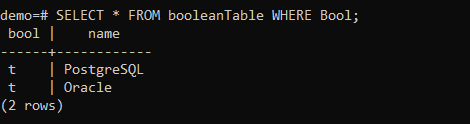 demo=# SELECT * FROM booleanTable WHERE Bool;
 bool |    name
------+------------
 t    | PostgreSQL
 t    | Oracle
(2 rows)